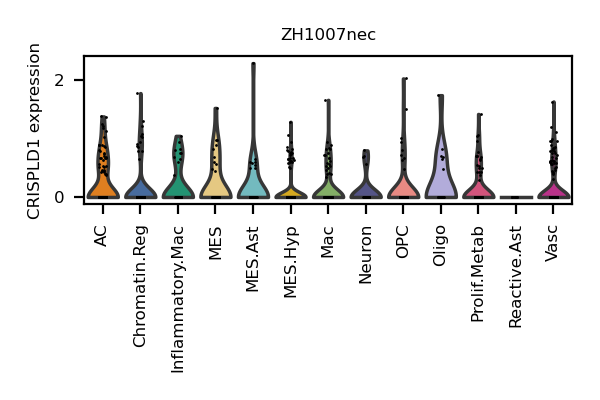 ZH1007nec
CRISPLD1 expression
2
0
AC
Chromatin.Reg
Inflammatory.Mac
MES
MES.Ast
MES.Hyp
Mac
Neuron
OPC
Oligo
Prolif.Metab
Reactive.Ast
Vasc